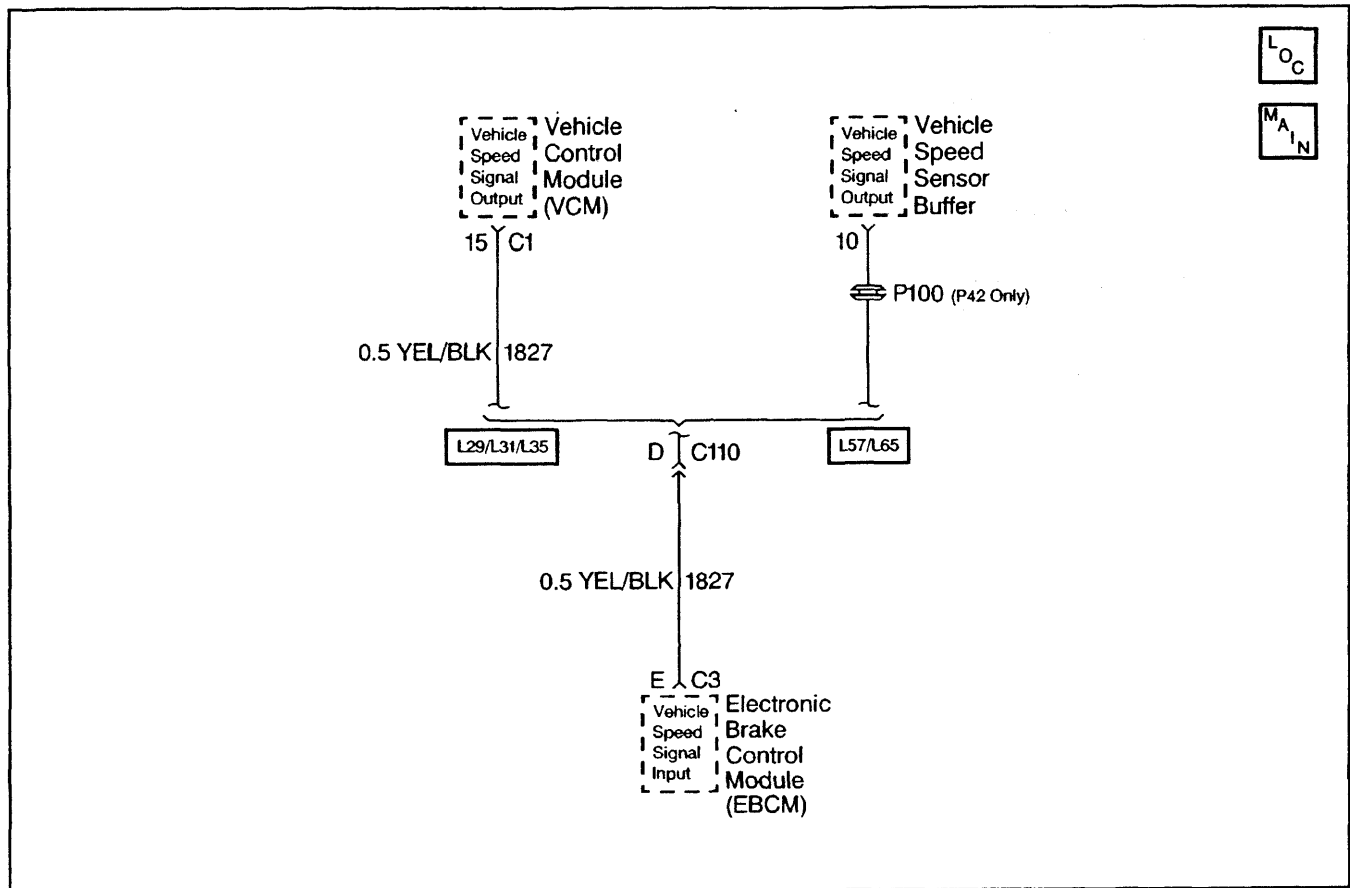 LOC
MAIN
Vehicle
Speed
Signal
Output
Vehicle
Control
Module
(VCM)
15 C1
0.5 YEL/BLK 1827
Vehicle
Speed
Signal
Output
Vehicle
Speed
Sensor
Buffer
10
P100 (P42 Only)
L29/L31/L35
D C110
L57/L65
0.5 YEL/BLK 1827
E C3
Vehicle
Speed
Signal
Input
Electronic
Brake
Control
Module
(EBCM)